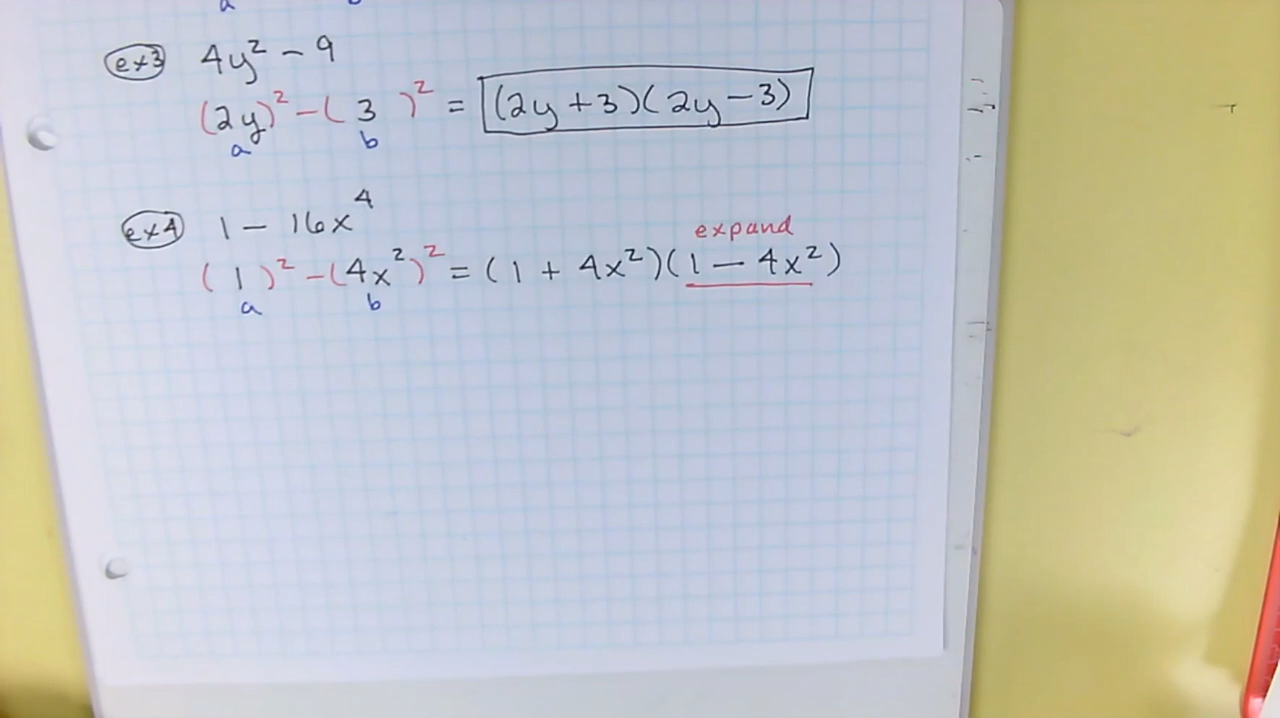 ex3 4y² - 9
(2y)² - ( 3 )² = (2y + 3)(2y - 3)
a b
ex4 1 - 16x⁴
expand
( 1 )² - (4x²)² = (1 + 4x²)(1 - 4x²)
a b